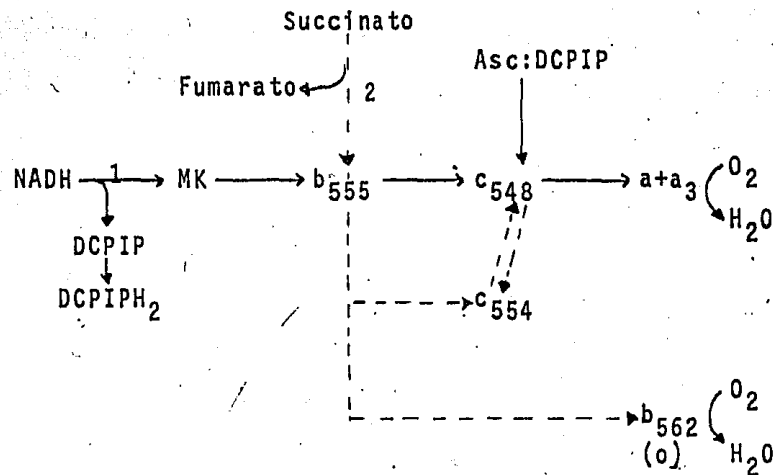 Succinato
Asc:DCPIP
Fumarato 2
NADH 1 MK b555 c548 a+a3 O2
H2O
DCPIP
DCPIPH2
c554
b562 O2
(o) H2O